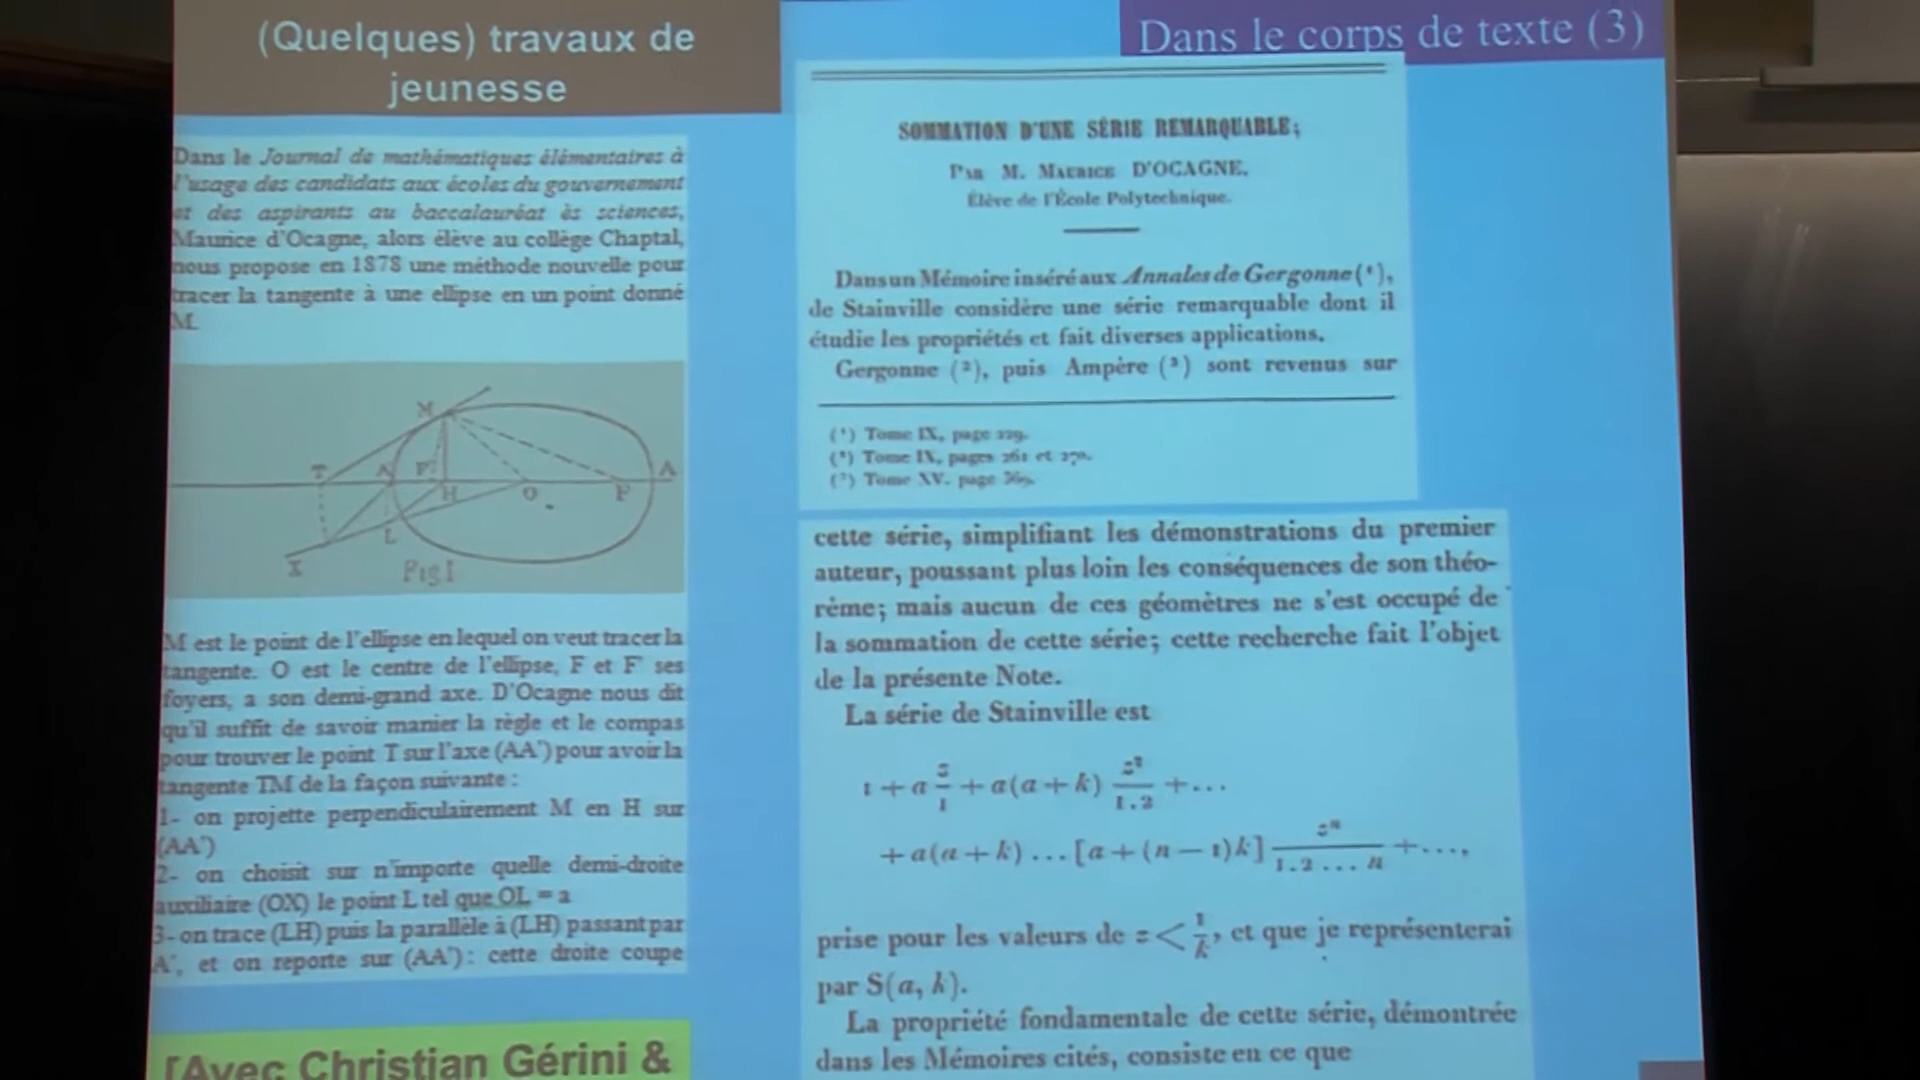 (Quelques) travaux de
jeunesse
Dans le Journal de mathématiques élémentaires à
l'usage des candidats aux écoles du gouvernement
et des aspirants au baccalauréat ès sciences,
Maurice d'Ocagne, alors élève au collège Chaptal,
nous propose en 1878 une méthode nouvelle pour
tracer la tangente à une ellipse en un point donné
M.
M
T A' F' H O F A
L
X
Fig 1
M est le point de l'ellipse en lequel on veut tracer la
tangente. O est le centre de l'ellipse, F et F' ses
foyers, a son demi-grand axe. D'Ocagne nous dit
qu'il suffit de savoir manier la règle et le compas
pour trouver le point T sur l'axe (AA') pour avoir la
tangente TM de la façon suivante :
1- on projette perpendiculairement M en H sur
(AA')
2- on choisit sur n'importe quelle demi-droite
auxiliaire (OX) le point L tel que OL = a
3- on trace (LH) puis la parallèle à (LH) passant par
A', et on reporte sur (AA') : cette droite coupe
[Avec Christian Gérini &
Dans le corps de texte (3)
SOMMATION D'UNE SÉRIE REMARQUABLE;
Par M. Maurice D'OCAGNE,
Élève de l'École Polytechnique.
Dans un Mémoire inséré aux Annales de Gergonne (¹),
de Stainville considère une série remarquable dont il
étudie les propriétés et fait diverses applications.
Gergonne (²), puis Ampère (³) sont revenus sur
(¹) Tome IX, page 229.
(²) Tome IX, pages 261 et
(³) Tome XV, page 369.
cette série, simplifiant les démonstrations du premier
auteur, poussant plus loin les conséquences de son théo-
rème; mais aucun de ces géomètres ne s'est occupé de
la sommation de cette série; cette recherche fait l'objet
de la présente Note.
La série de Stainville est
1 + a z/1 + a(a + k) z²/1.2 + ...
+ a(a + k) ... [a + (n − 1)k] zⁿ/1.2 ... n + ...,
prise pour les valeurs de z < 1/k, et que je représenterai
par S(a, k).
La propriété fondamentale de cette série, démontrée
dans les Mémoires cités, consiste en ce que